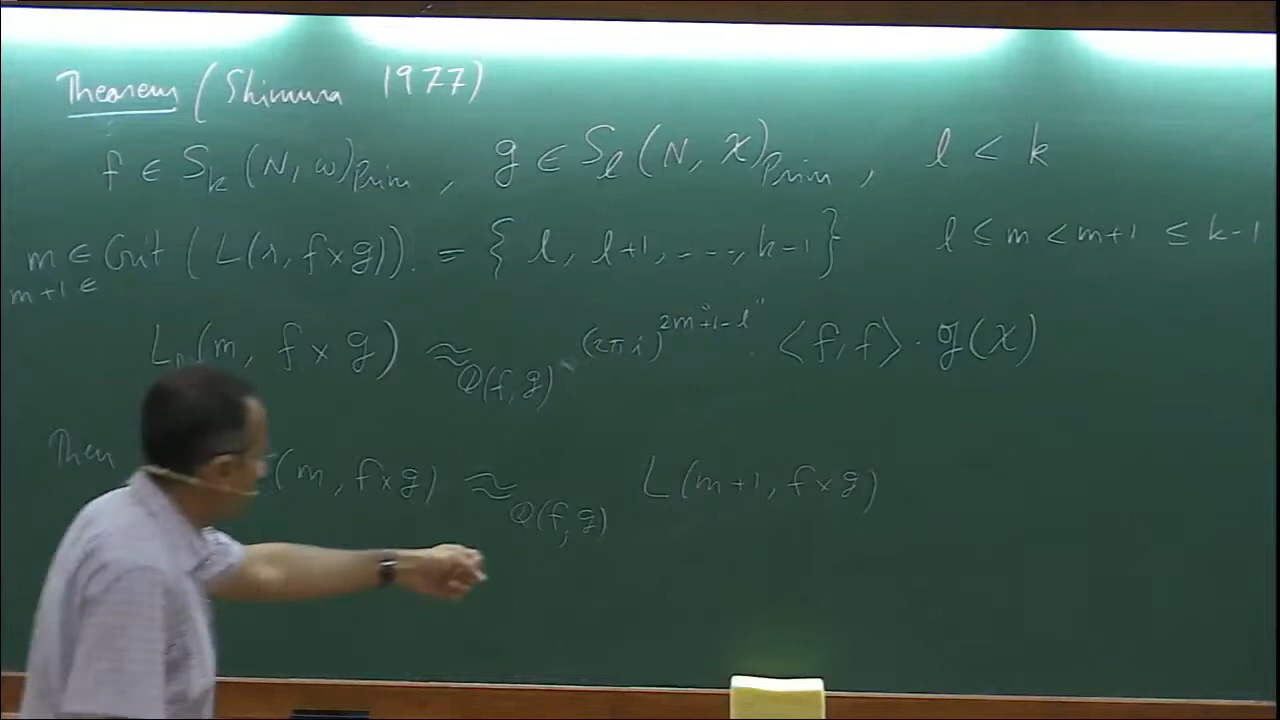 Theorem (Shimura 1977)
f ∈ S_k (N, ω)_Prim , g ∈ S_l (N, χ)_Prim , l < k
m ∈ Crit ( L(s, f×g) ) = { l, l+1, ---, k-1 } l ≤ m < m+1 ≤ k-1
m+1 ∈
(m, f × g) ≈_Q(f,g) (2πi)^"2m+1-l" · <f, f> · g(χ)
Then (m, f×g) ≈_Q(f,g) L(m+1, f×g)